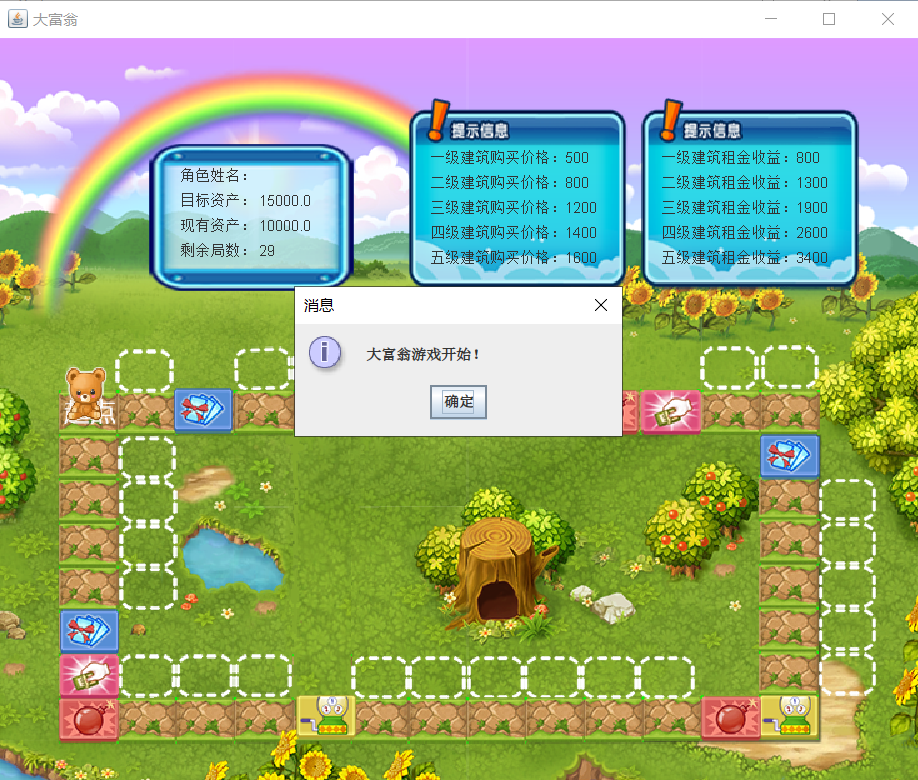 大富翁
提示信息
提示信息
角色姓名：
目标资产： 15000.0
现有资产： 10000.0
剩余局数： 29
一级建筑购买价格：500
二级建筑购买价格：800
三级建筑购买价格：1200
四级建筑购买价格：1400
五级建筑购买价格：1600
一级建筑租金收益：800
二级建筑租金收益：1300
三级建筑租金收益：1900
四级建筑租金收益：2600
五级建筑租金收益：3400
消息
大富翁游戏开始！
确定
点